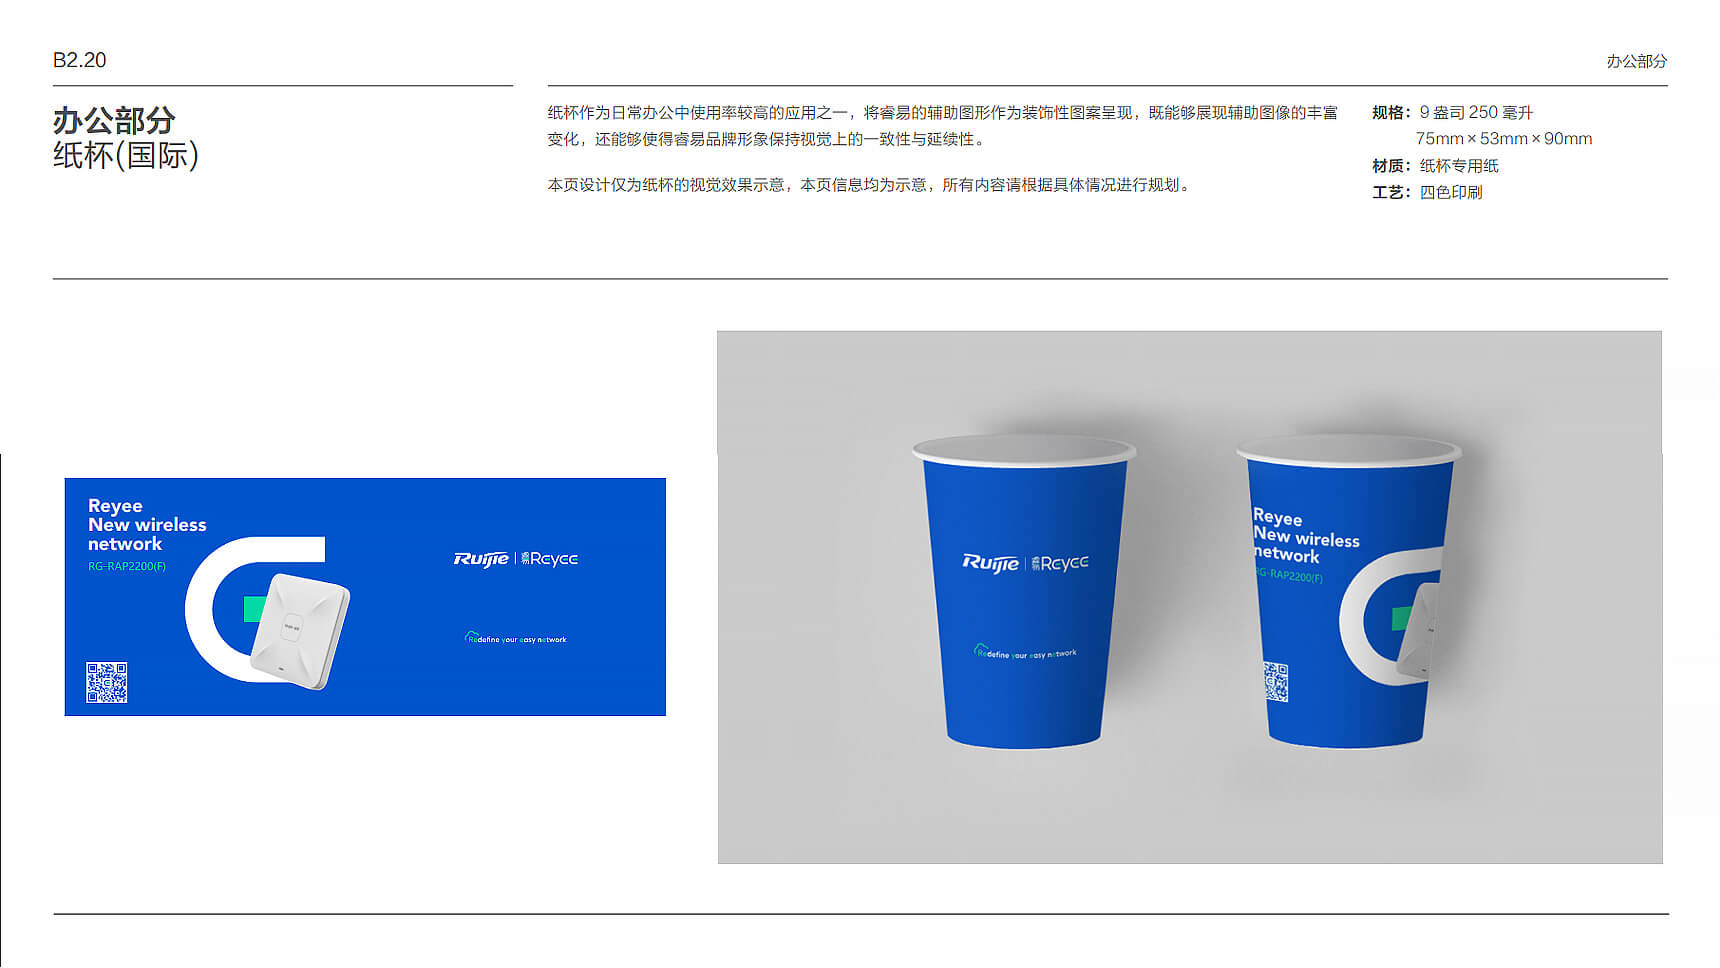 B2.20
办公部分
办公部分
纸杯(国际)
纸杯作为日常办公中使用率较高的应用之一，将睿易的辅助图形作为装饰性图案呈现，既能够展现辅助图像的丰富
变化，还能够使得睿易品牌形象保持视觉上的一致性与延续性。
本页设计仅为纸杯的视觉效果示意，本页信息均为示意，所有内容请根据具体情况进行规划。
规格：9 盎司 250 毫升
75mm × 53mm × 90mm
材质：纸杯专用纸
工艺：四色印刷
Reyee
New wireless
network
RG-RAP2200(F)
Ruijie | 睿易 Reyee
Redefine your easy network
Ruijie | 睿易 Reyee
Redefine your easy network
Reyee
New wireless
network
RG-RAP2200(F)